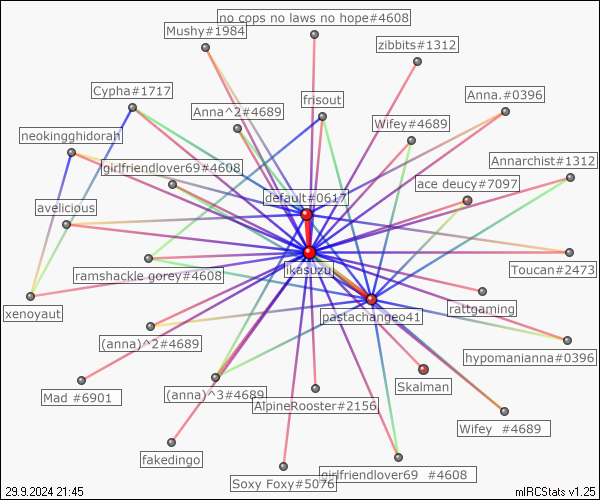 no cops no laws no hope#4608
Mushy#1984
zibbits#1312
Cypha#1717
frisout
Anna.#0396
Anna^2#4689
Wifey#4689
neokingghidorah
girlfriendlover69#4608
Annarchist#1312
ace deucy#7097
default#0617
avelicious
ikasuzu
Toucan#2473
ramshackle gorey#4608
rattgaming
xenoyaut
pastachangeo41
(anna)^2#4689
hypomanianna#0396
Skalman
Mad #6901
(anna)^3#4689
AlpineRooster#2156
Wifey #4689
fakedingo
girlfriendlover69 #4608
Soxy Foxy#5076
29.9.2024 21:45
mIRCStats v1.25